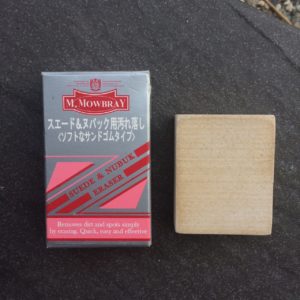 M. MOWBRAY
スエード&ヌバック用汚れ落し
〈ソフトなサンドゴムタイプ〉
SUEDE & NUBUK
ERASER
Removes dirt and spots simply
by erasing. Quick, easy and effective